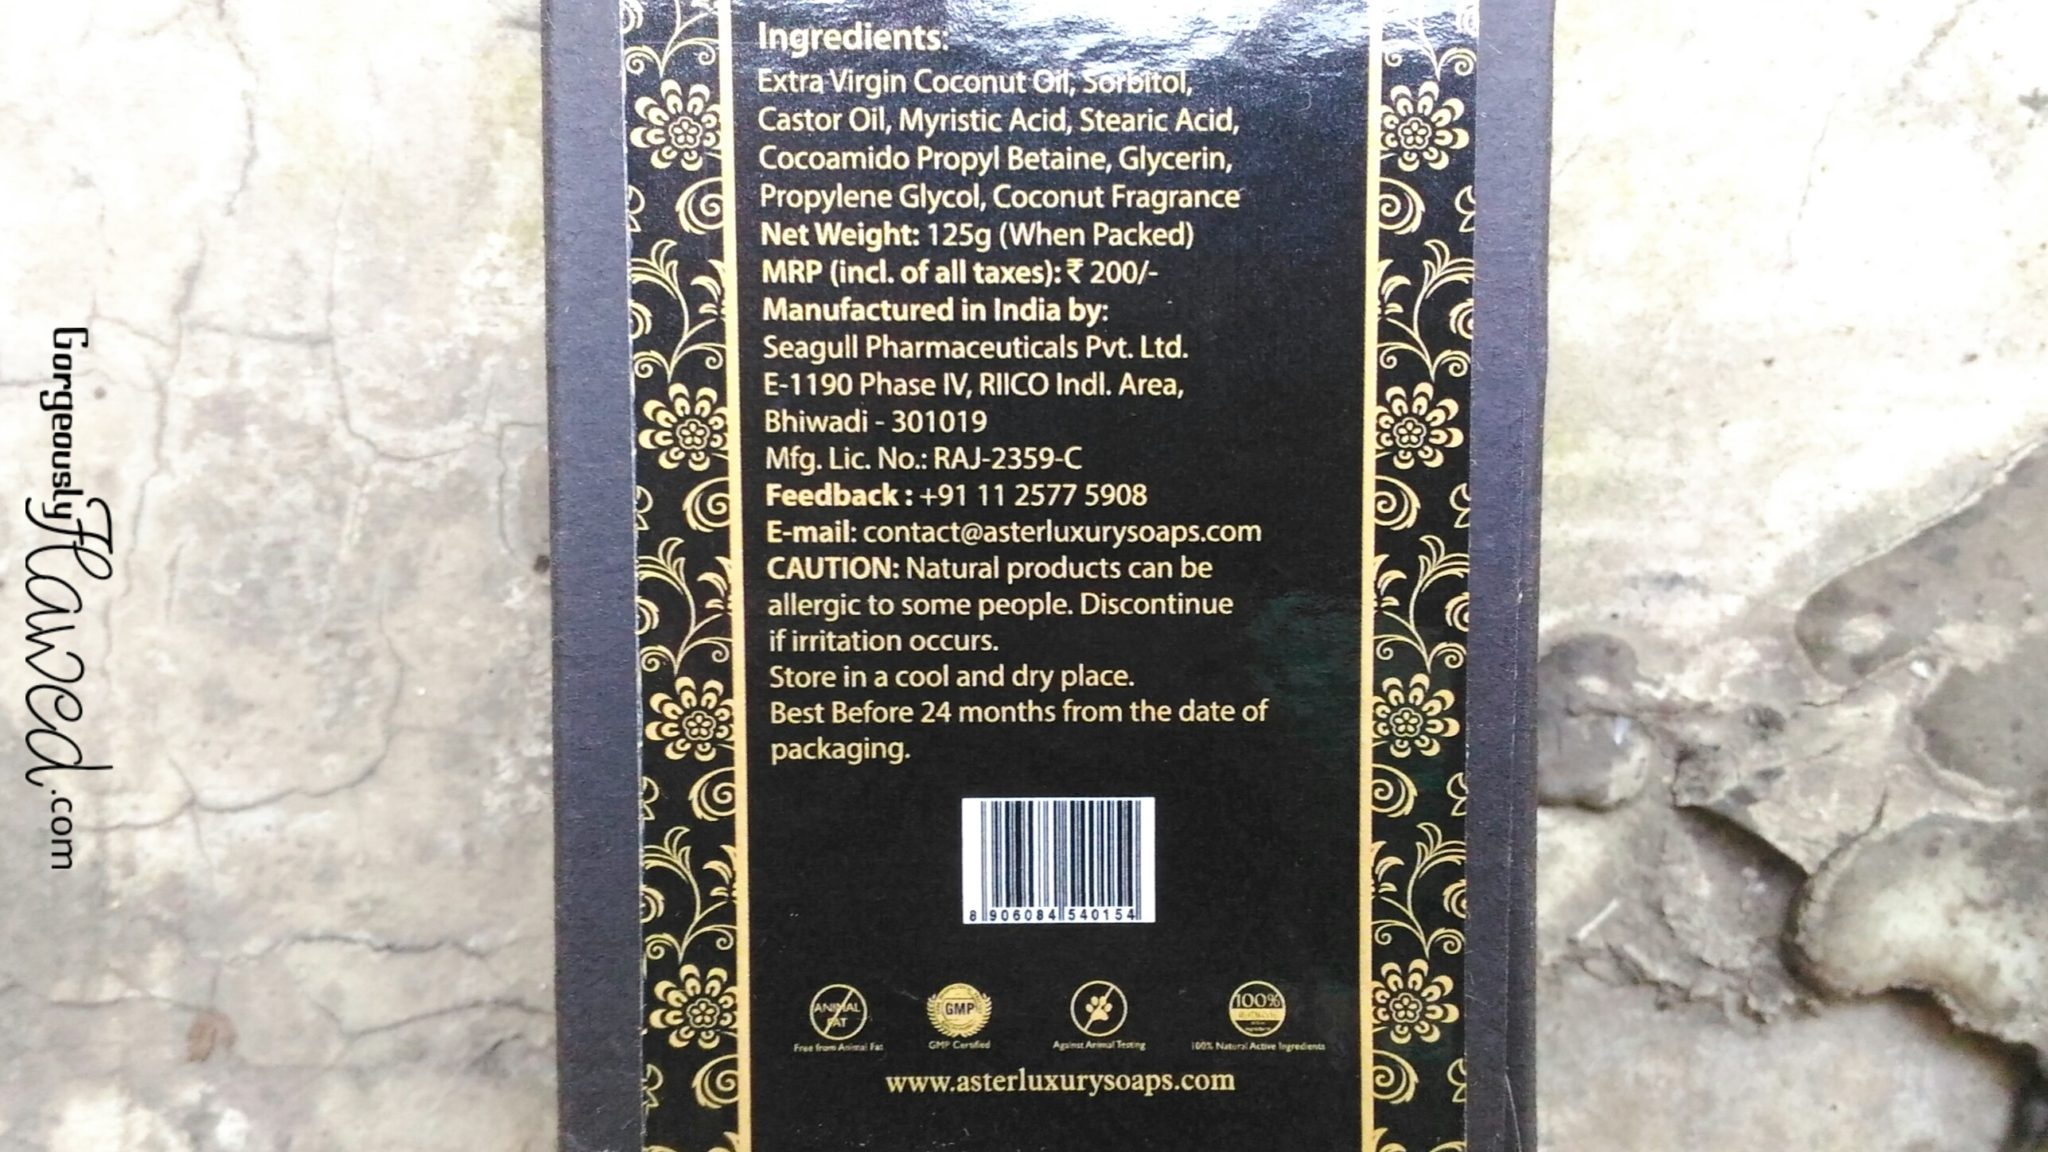 Ingredients:
Extra Virgin Coconut Oil, Sorbitol,
Castor Oil, Myristic Acid, Stearic Acid,
Cocoamido Propyl Betaine, Glycerin,
Propylene Glycol, Coconut Fragrance
Net Weight: 125g (When Packed)
MRP (incl. of all taxes): ₹ 200/-
Manufactured in India by:
Seagull Pharmaceuticals Pvt. Ltd.
E-1190 Phase IV, RIICO Indl. Area,
Bhiwadi - 301019
Mfg. Lic. No.: RAJ-2359-C
Feedback : +91 11 2577 5908
E-mail: contact@asterluxurysoaps.com
CAUTION: Natural products can be
allergic to some people. Discontinue
if irritation occurs.
Store in a cool and dry place.
Best Before 24 months from the date of
packaging.
8 906084 540154
ANIMAL
FAT
Free from Animal Fat
GMP
GMP Certified
Against Animal Testing
100%
100% Natural Active Ingredients
www.asterluxurysoaps.com
GorgeouslyFlawed.com